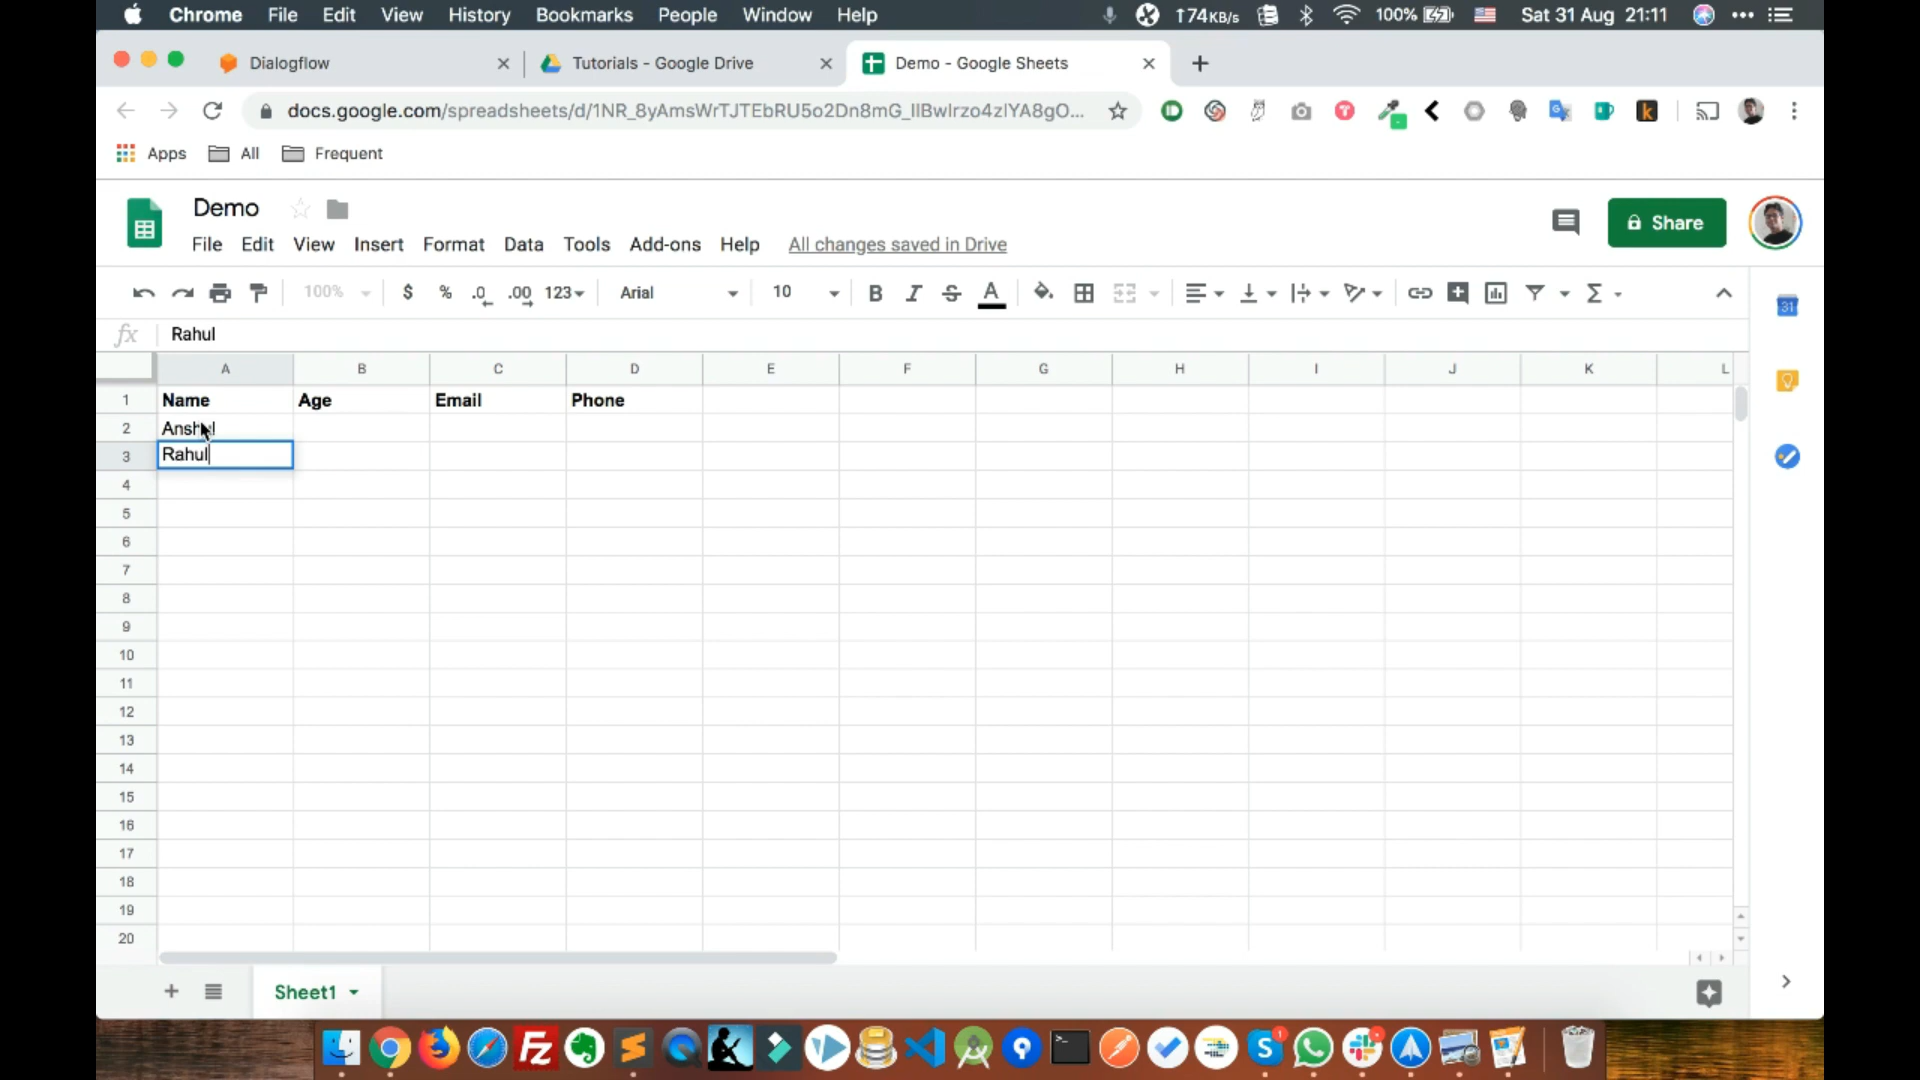 Chrome File Edit View History Bookmarks People Window Help 174KB/s 100% Sat 31 Aug 21:11
Dialogflow Tutorials - Google Drive Demo - Google Sheets
docs.google.com/spreadsheets/d/1NR_8yAmsWrTJTEbRU5o2Dn8mG_IIBwlrzo4zIYA8gO...
Apps All Frequent
Demo
File Edit View Insert Format Data Tools Add-ons Help All changes saved in Drive
Share
100% $ % .0 .00 123 Arial 10 B I S A
fx Rahul
A B C D E F G H I J K L
1 Name Age Email Phone
2
3 Rahul
4
5
6
7
8
9
10
11
12
13
14
15
16
17
18
19
20
Sheet1